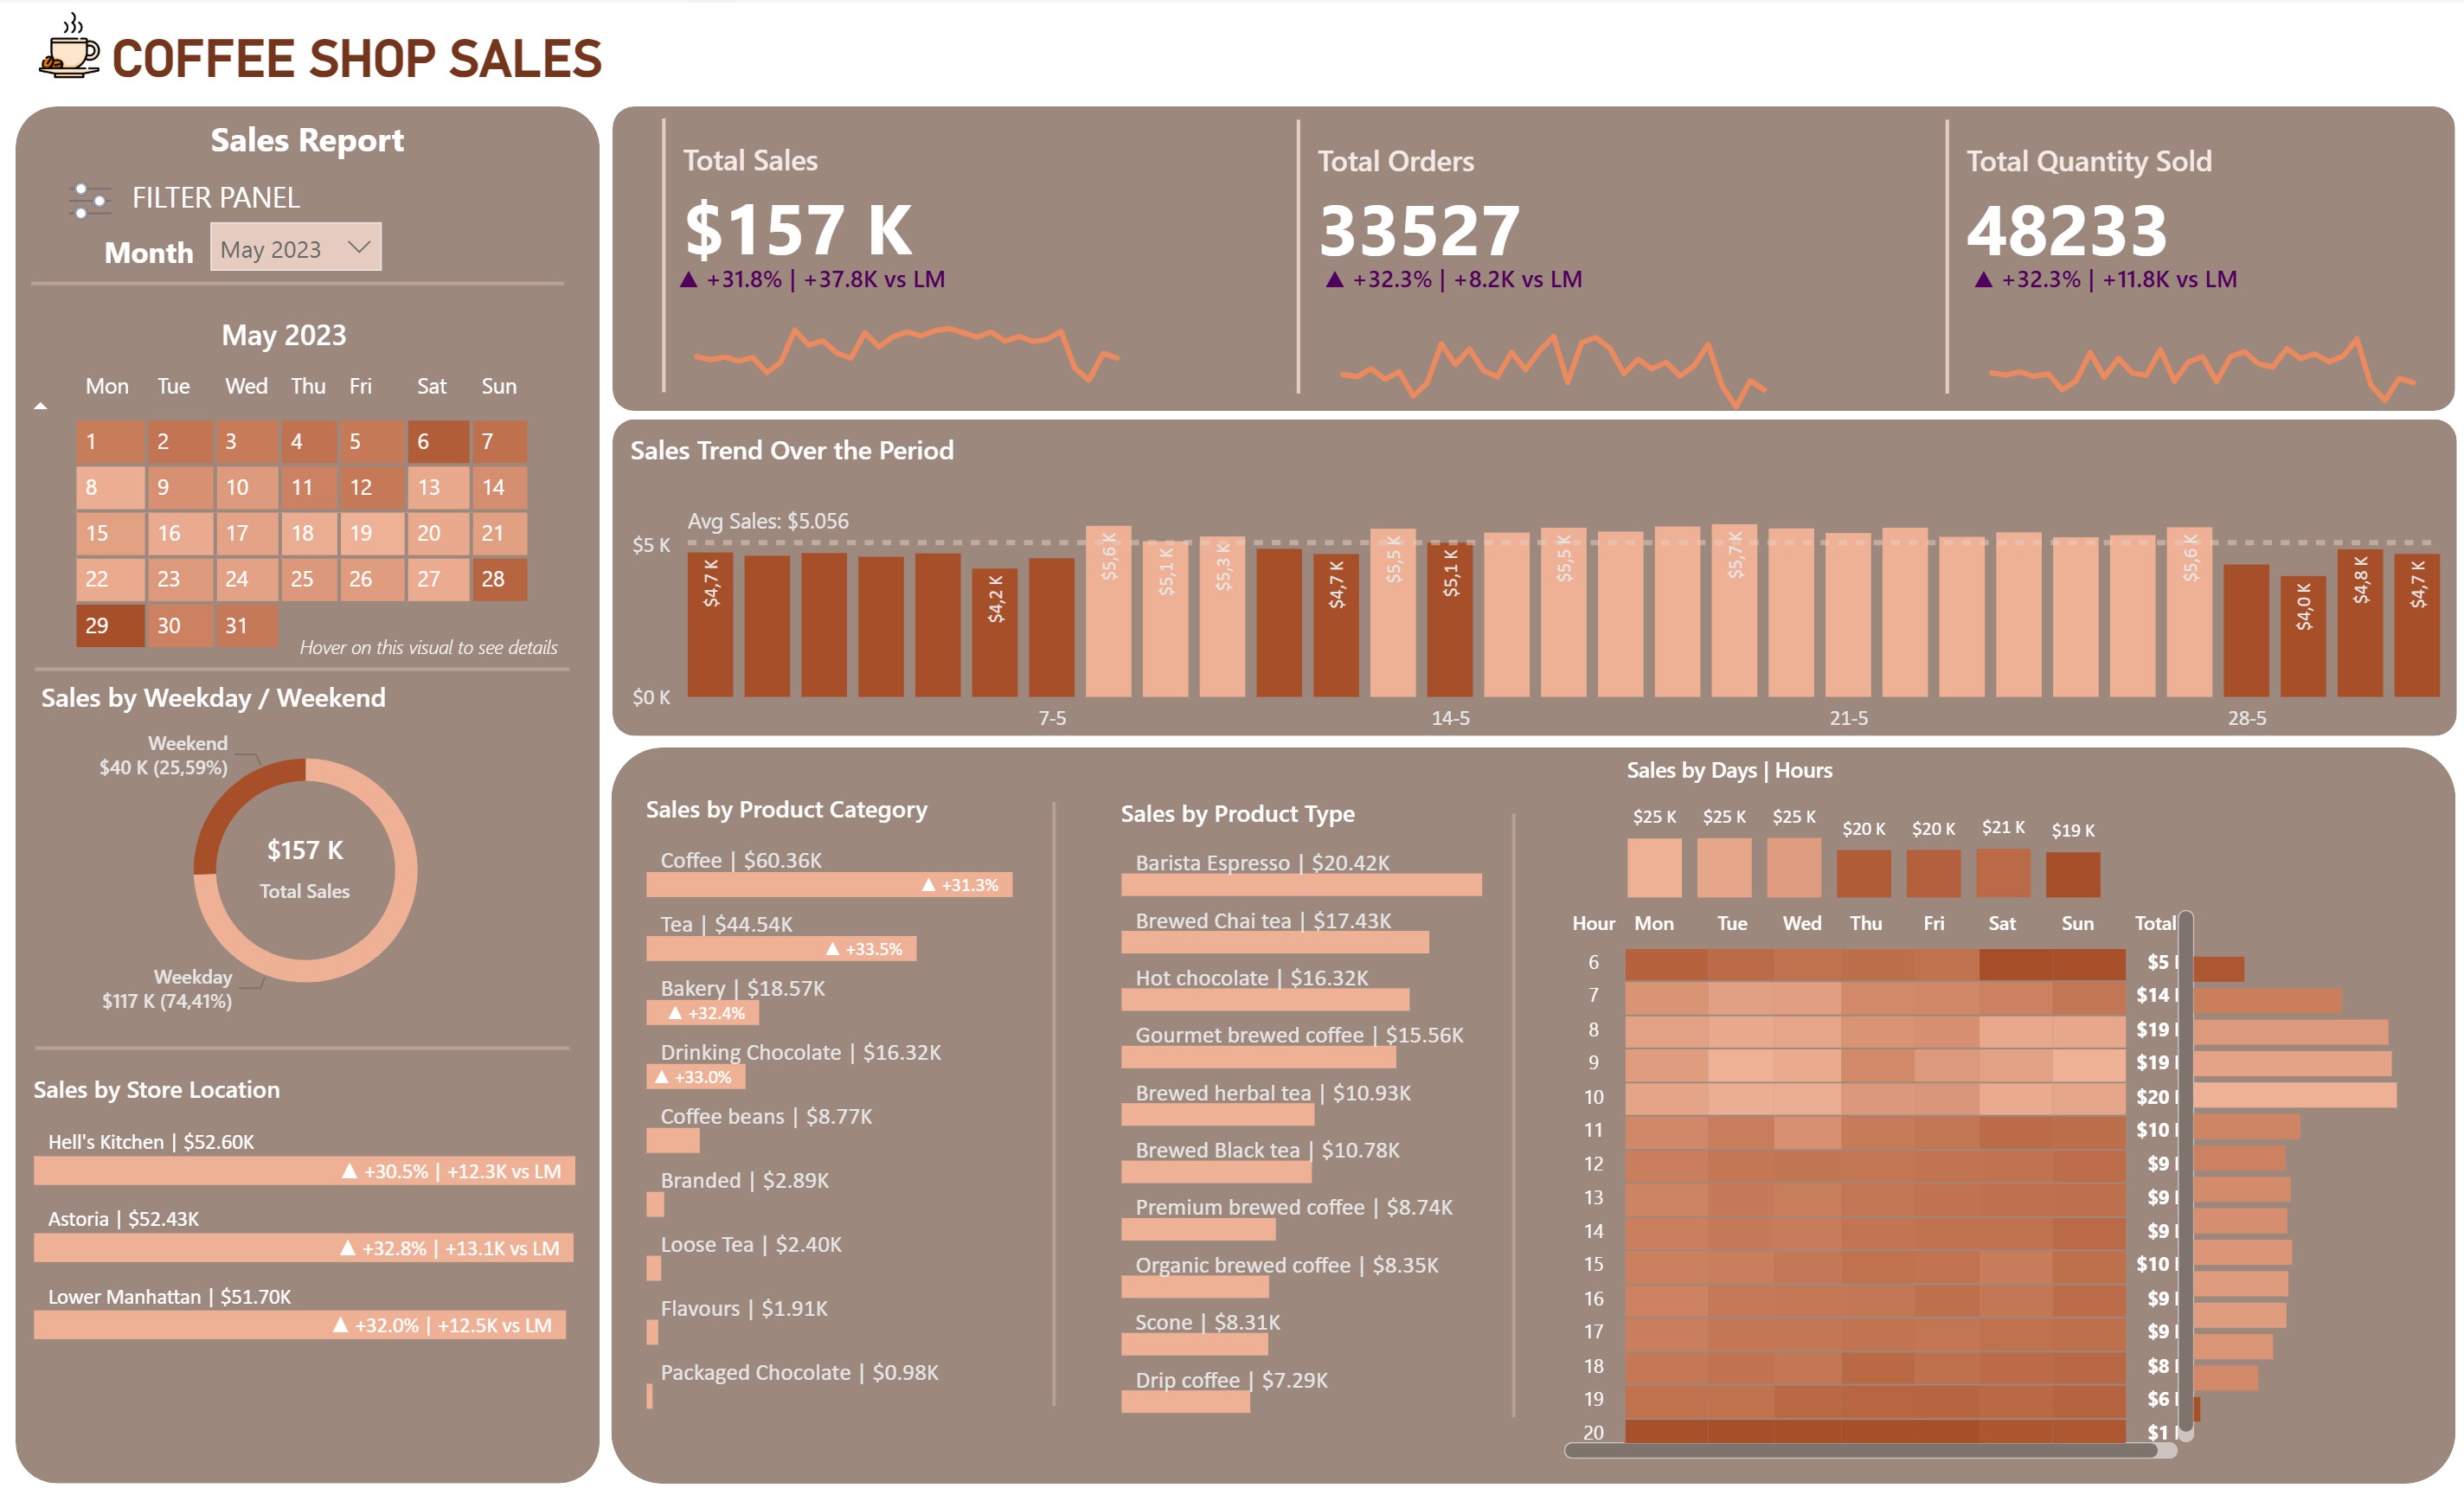 COFFEE SHOP SALES
Sales Report
FILTER PANEL
Month May 2023
May 2023
Mon Tue Wed Thu Fri Sat Sun
1 2 3 4 5 6 7
8 9 10 11 12 13 14
15 16 17 18 19 20 21
22 23 24 25 26 27 28
29 30 31
Hover on this visual to see details
Sales by Weekday / Weekend
Weekend
$40 K (25,59%)
$157 K
Total Sales
Weekday
$117 K (74,41%)
Sales by Store Location
Hell's Kitchen | $52.60K
▲ +30.5% | +12.3K vs LM
Astoria | $52.43K
▲ +32.8% | +13.1K vs LM
Lower Manhattan | $51.70K
▲ +32.0% | +12.5K vs LM
Total Sales
$157 K
▲ +31.8% | +37.8K vs LM
Total Orders
33527
▲ +32.3% | +8.2K vs LM
Total Quantity Sold
48233
▲ +32.3% | +11.8K vs LM
Sales Trend Over the Period
Avg Sales: $5.056
$5 K
$0 K
$4,7 K
$4,2 K
$5,6 K
$5,1 K
$5,3 K
$4,7 K
$5,5 K
$5,1 K
$5,5 K
$5,7 K
$5,6 K
$4,0 K
$4,8 K
$4,7 K
7-5 14-5 21-5 28-5
Sales by Product Category
Coffee | $60.36K
▲ +31.3%
Tea | $44.54K
▲ +33.5%
Bakery | $18.57K
▲ +32.4%
Drinking Chocolate | $16.32K
▲ +33.0%
Coffee beans | $8.77K
Branded | $2.89K
Loose Tea | $2.40K
Flavours | $1.91K
Packaged Chocolate | $0.98K
Sales by Product Type
Barista Espresso | $20.42K
Brewed Chai tea | $17.43K
Hot chocolate | $16.32K
Gourmet brewed coffee | $15.56K
Brewed herbal tea | $10.93K
Brewed Black tea | $10.78K
Premium brewed coffee | $8.74K
Organic brewed coffee | $8.35K
Scone | $8.31K
Drip coffee | $7.29K
Sales by Days | Hours
$25 K $25 K $25 K $20 K $20 K $21 K $19 K
Hour Mon Tue Wed Thu Fri Sat Sun Total
6 $5
7 $14
8 $19
9 $19
10 $20
11 $10
12 $9
13 $9
14 $9
15 $10
16 $9
17 $9
18 $8
19 $6
20 $1